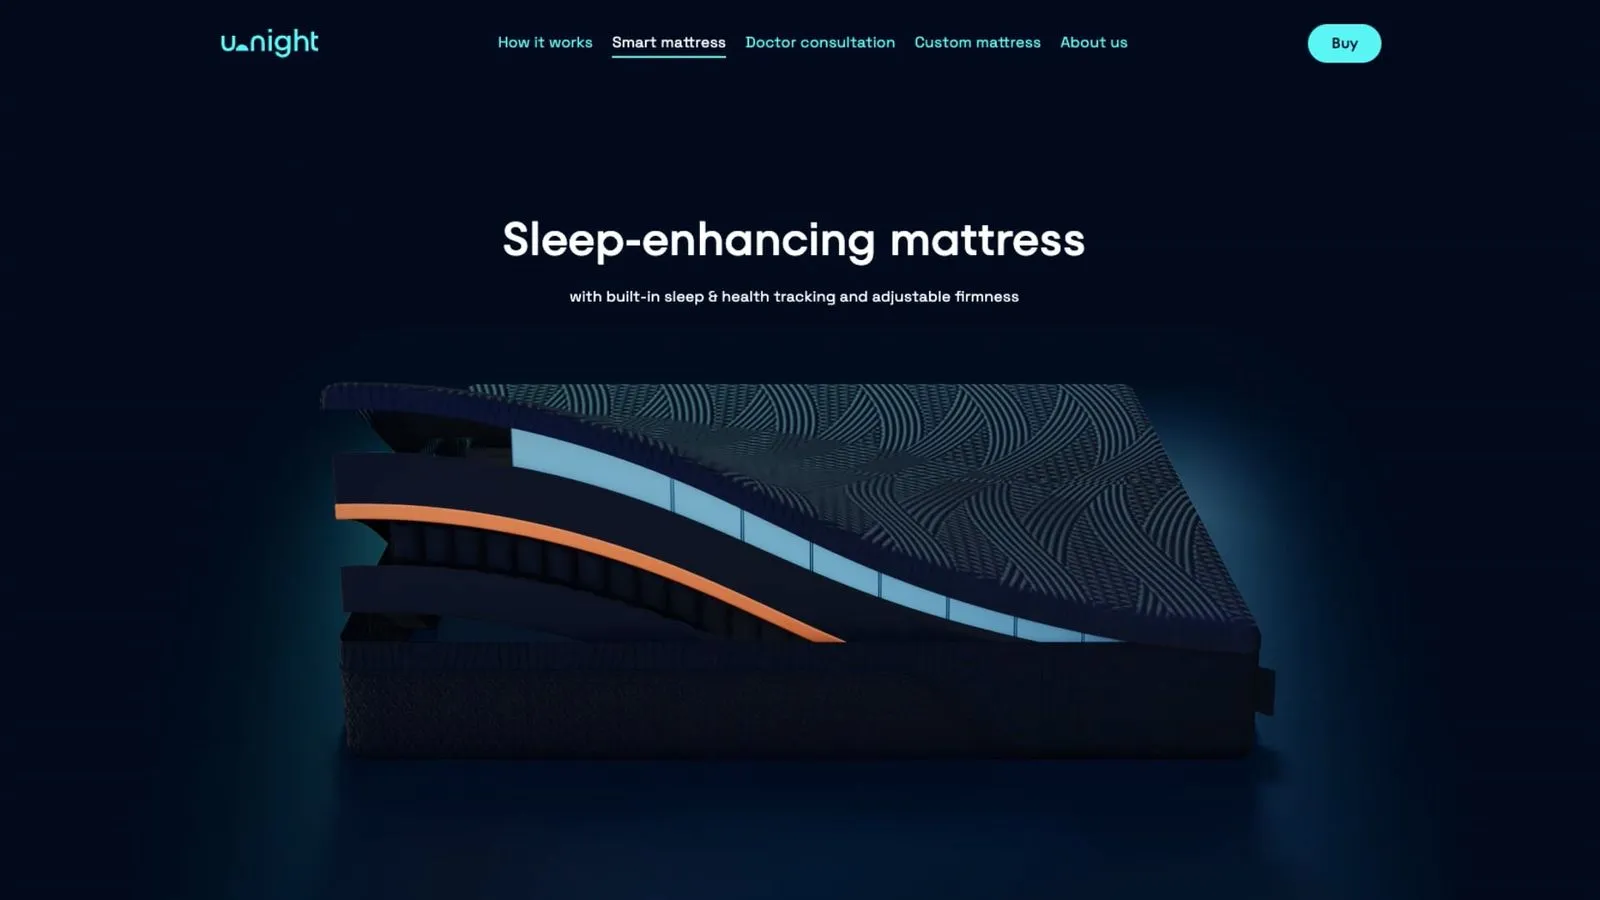 u night
How it works
Smart mattress
Doctor consultation
Custom mattress
About us
Buy
Sleep-enhancing mattress
with built-in sleep & health tracking and adjustable firmness